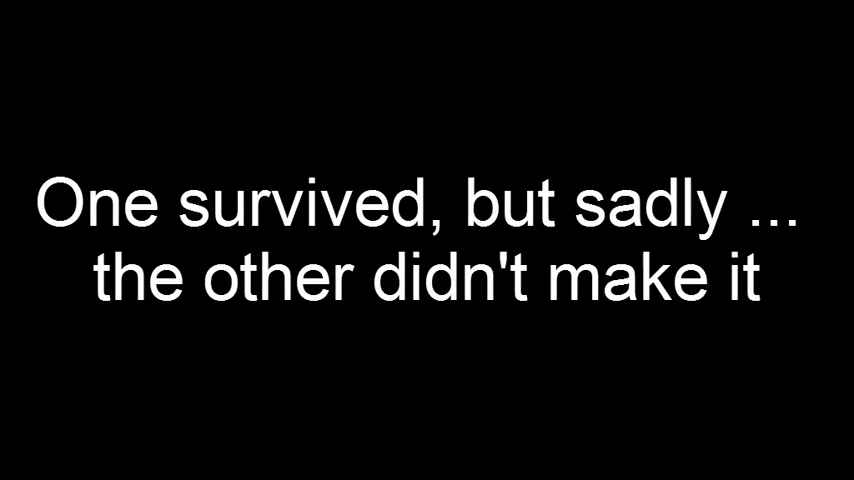 One survived, but sadly ...
the other didn't make it